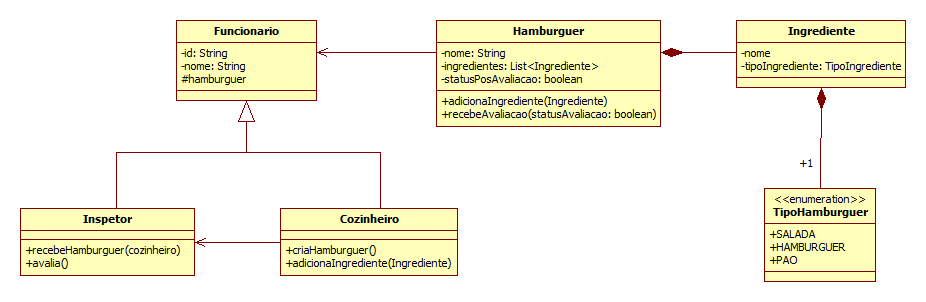 Funcionario
-id: String
-nome: String
#hamburguer
Hamburguer
-nome: String
-ingredientes: List<Ingrediente>
-statusPosAvaliacao: boolean
+adicionaIngrediente(Ingrediente)
+recebeAvaliacao(statusAvaliacao: boolean)
Ingrediente
-nome
-tipoIngrediente: TipoIngrediente
+1
Inspetor
+recebeHamburguer(cozinheiro)
+avalia()
Cozinheiro
+criaHamburguer()
+adicionaIngrediente(Ingrediente)
<<enumeration>>
TipoHamburguer
+SALADA
+HAMBURGUER
+PAO